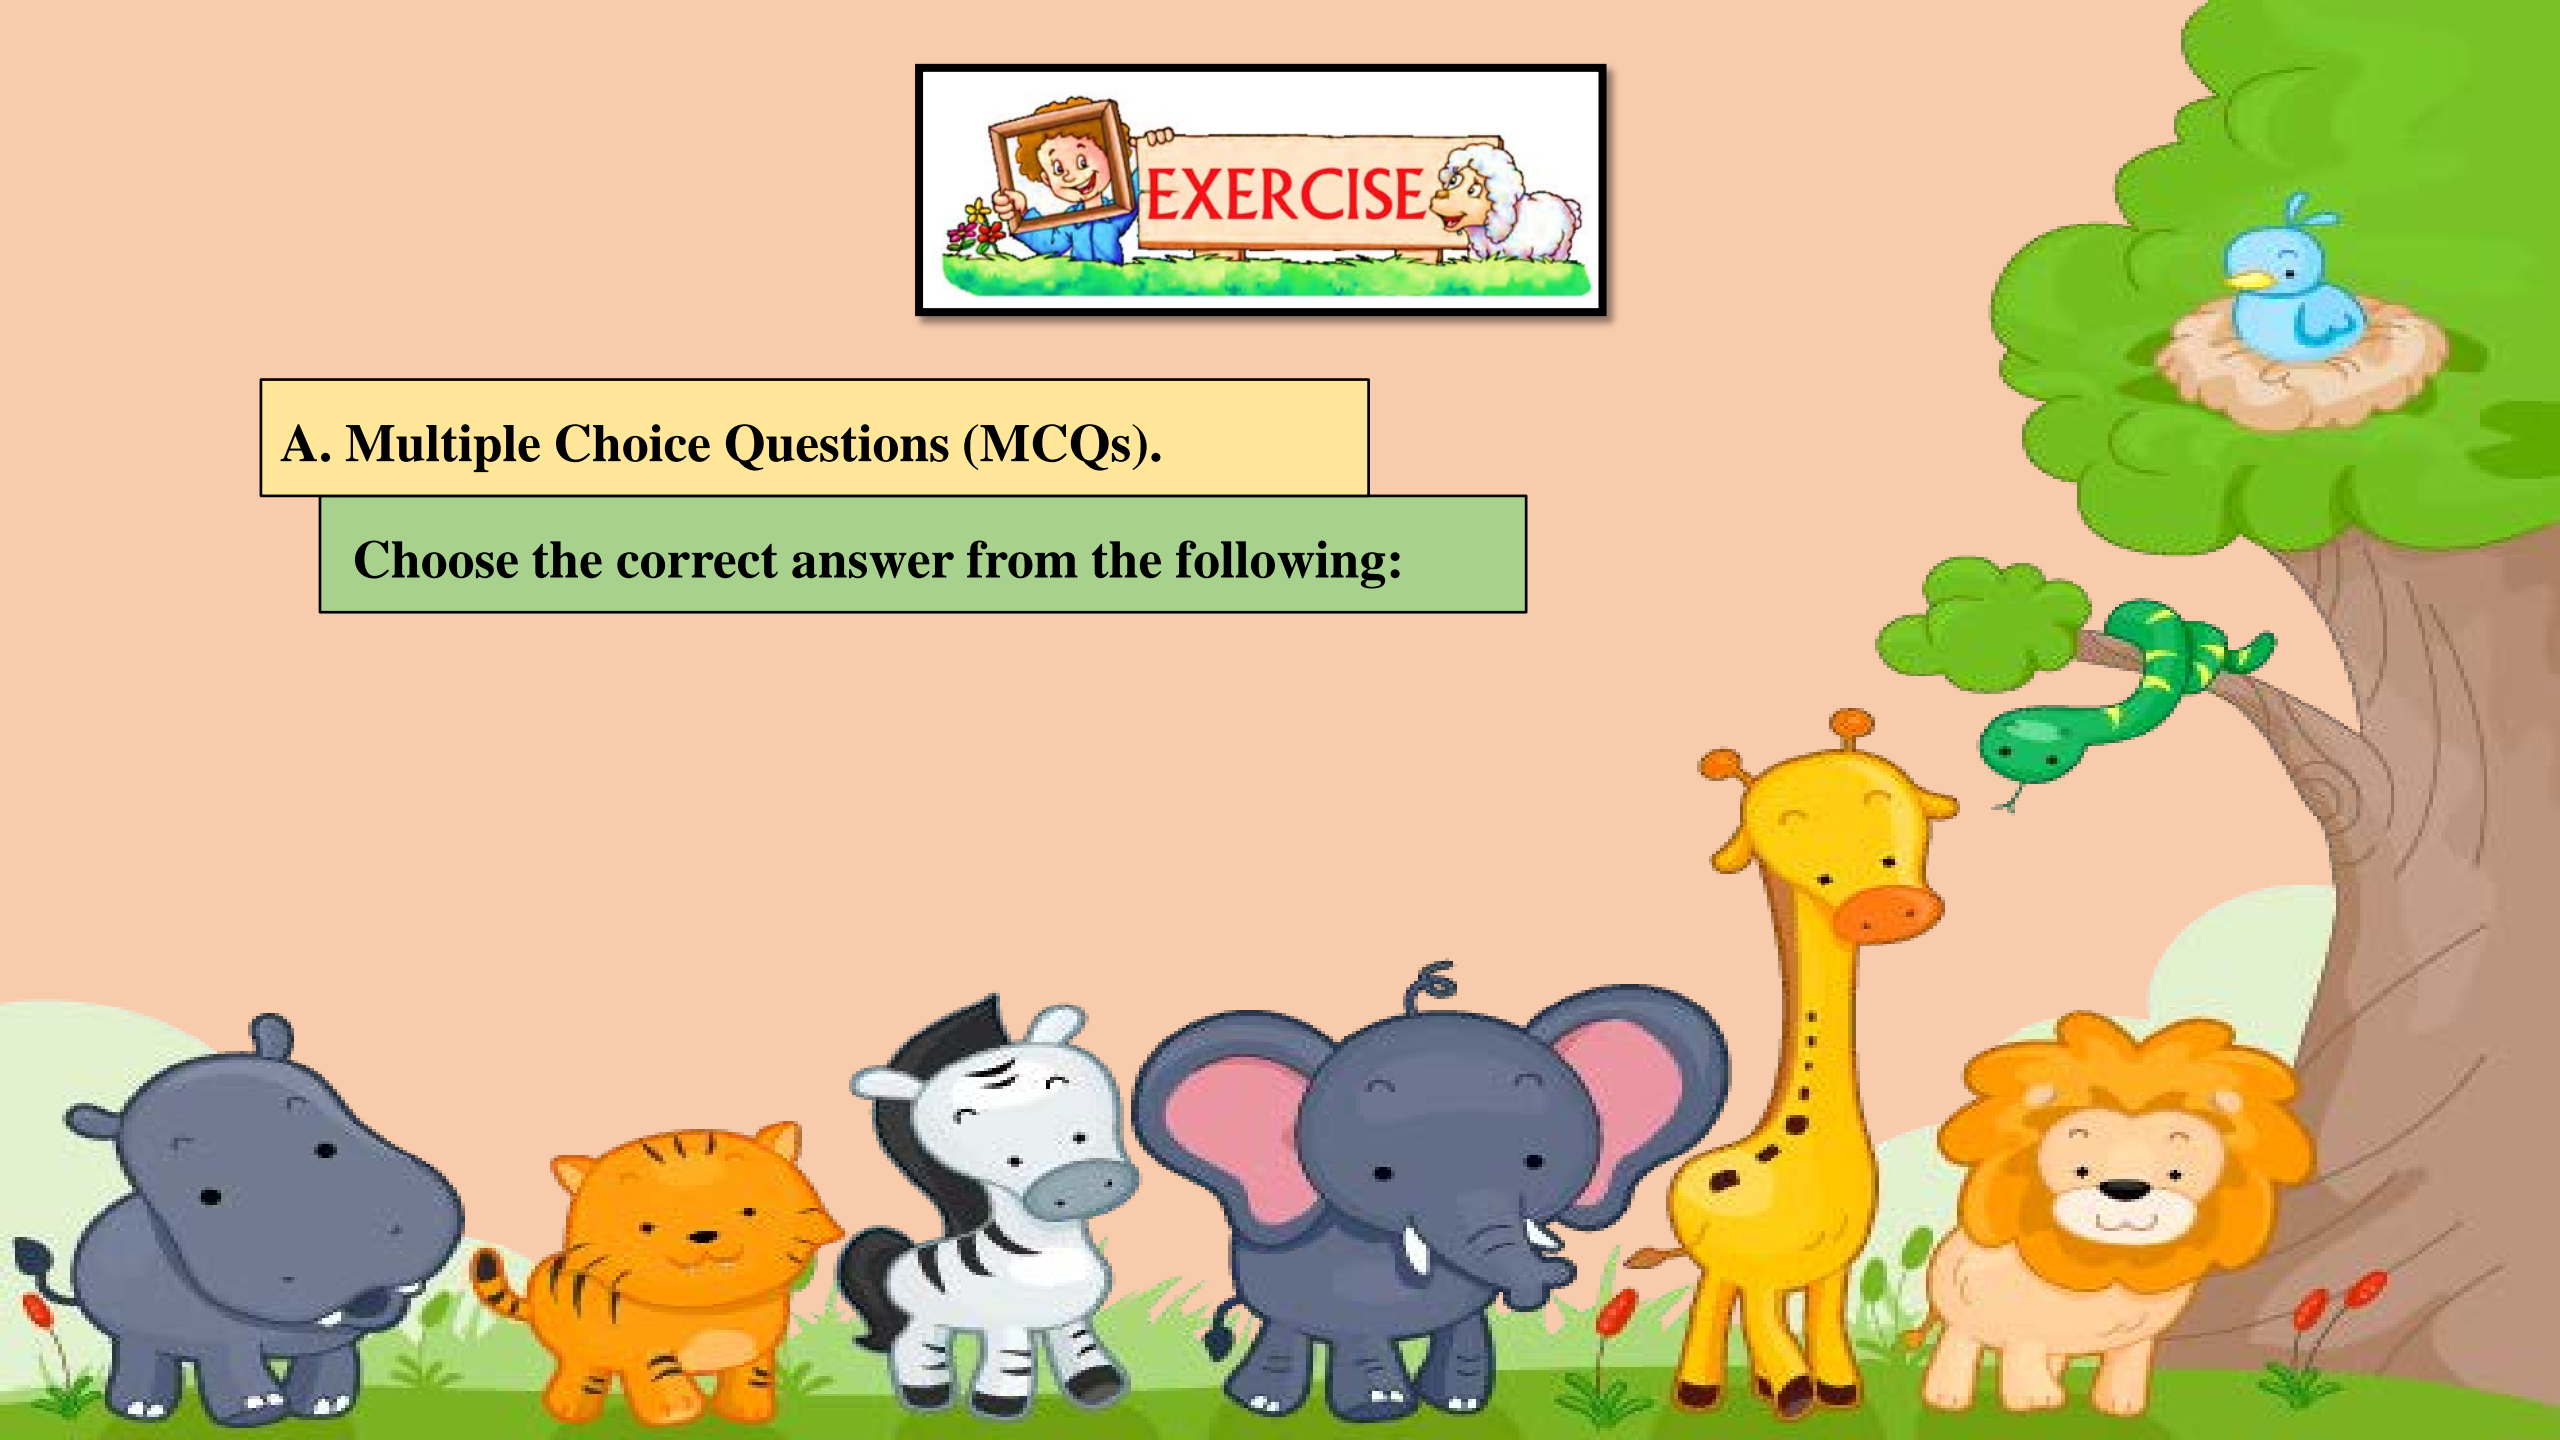 EXERCISE
A. Multiple Choice Questions (MCQs).
Choose the correct answer from the following: